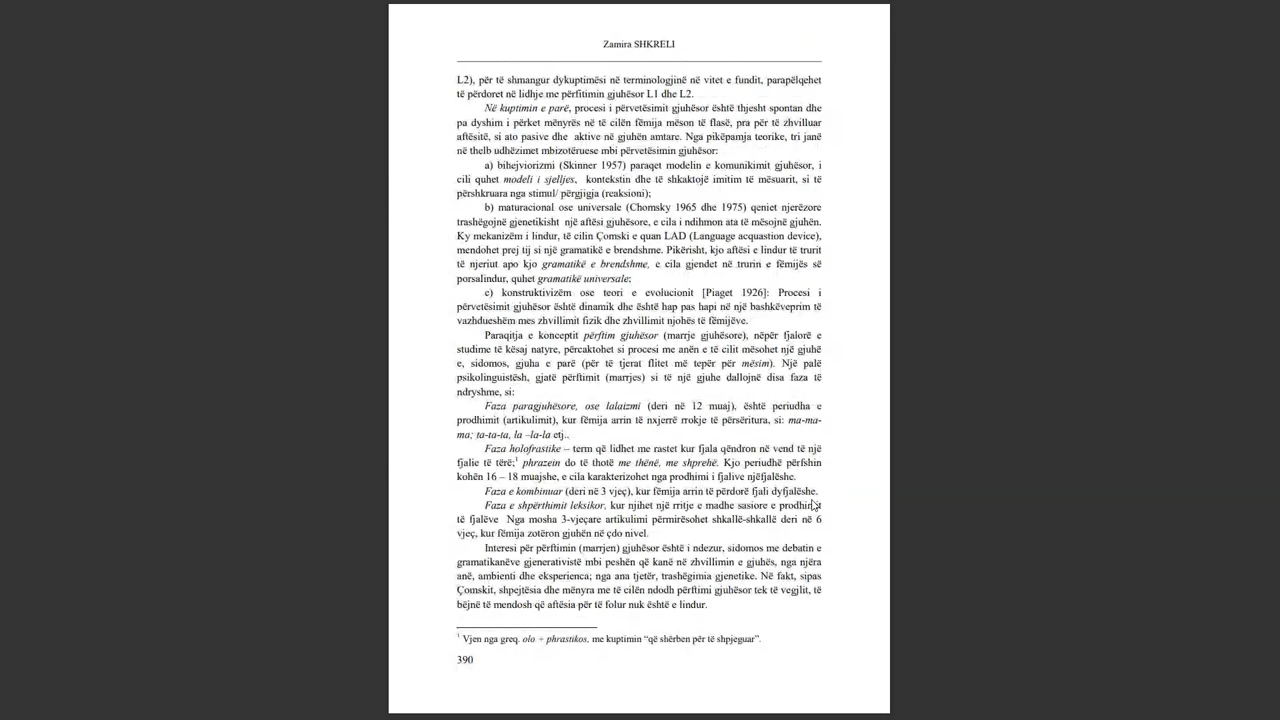 Zamira SHKRELI
L2), për të shmangur dykuptimësi në terminologjinë në vitet e fundit, parapëlqehet
të përdoret në lidhje me përfitimin gjuhësor L1 dhe L2.
Në kuptimin e parë, procesi i përvetësimit gjuhësor është thjesht spontan dhe
pa dyshim i përket mënyrës në të cilën fëmija mëson të flasë, pra për të zhvilluar
aftësitë, si ato pasive dhe aktive në gjuhën amtare. Nga pikëpamja teorike, tri janë
në thelb udhëzimet mbizotëruese mbi përvetësimin gjuhësor:
a) bihejviorizmi (Skinner 1957) paraqet modelin e komunikimit gjuhësor, i
cili quhet modeli i sjelljes, kontekstin dhe të shkaktojë imitim të mësuarit, si të
përshkruara nga stimul/ përgjigja (reaksioni);
b) maturacional ose universale (Chomsky 1965 dhe 1975) qeniet njerëzore
trashëgojnë gjenetikisht një aftësi gjuhësore, e cila i ndihmon ata të mësojnë gjuhën.
Ky mekanizëm i lindur, të cilin Çomski e quan LAD (Language acquastion device),
mendohet prej tij si një gramatikë e brendshme. Pikërisht, kjo aftësi e lindur të trurit
të njeriut apo kjo gramatikë e brendshme, e cila gjendet në trurin e fëmijës së
porsalindur, quhet gramatikë universale;
c) konstruktivizëm ose teori e evolucionit [Piaget 1926]: Procesi i
përvetësimit gjuhësor është dinamik dhe është hap pas hapi në një bashkëveprim të
vazhdueshëm mes zhvillimit fizik dhe zhvillimit njohës të fëmijëve.
Paraqitja e konceptit përftim gjuhësor (marrje gjuhësore), nëpër fjalorë e
studime të kësaj natyre, përcaktohet si procesi me anën e të cilit mësohet një gjuhë
e, sidomos, gjuha e parë (për të tjerat flitet më tepër për mësim). Një palë
psikolinguistësh, gjatë përftimit (marrjes) si të një gjuhe dallojnë disa faza të
ndryshme, si:
Faza paragjuhësore, ose lalaizmi (deri në 12 muaj), është periudha e
prodhimit (artikulimit), kur fëmija arrin të nxjerrë rrokje të përsëritura, si: ma-ma-
ma; ta-ta-ta, la –la-la etj..
Faza holofrastike – term që lidhet me rastet kur fjala qëndron në vend të një
fjalie të tërë;¹ phrazein do të thotë me thënë, me shprehë. Kjo periudhë përfshin
kohën 16 – 18 muajshe, e cila karakterizohet nga prodhimi i fjalive njëfjalëshe.
Faza e kombinuar (deri në 3 vjeç), kur fëmija arrin të përdorë fjali dyfjalëshe.
Faza e shpërthimit leksikor, kur njihet një rritje e madhe sasiore e prodhimit
të fjalëve Nga mosha 3-vjeçare artikulimi përmirësohet shkallë-shkallë deri në 6
vjeç, kur fëmija zotëron gjuhën në çdo nivel.
Interesi për përftimin (marrjen) gjuhësor është i ndezur, sidomos me debatin e
gramatikanëve gjenerativistë mbi peshën që kanë në zhvillimin e gjuhës, nga njëra
anë, ambienti dhe eksperienca; nga ana tjetër, trashëgimia gjenetike. Në fakt, sipas
Çomskit, shpejtësia dhe mënyra me të cilën ndodh përftimi gjuhësor tek të vegjlit, të
bëjnë të mendosh që aftësia për të folur nuk është e lindur.
¹ Vjen nga greq. olo + phrastikos, me kuptimin “që shërben për të shpjeguar”.
390